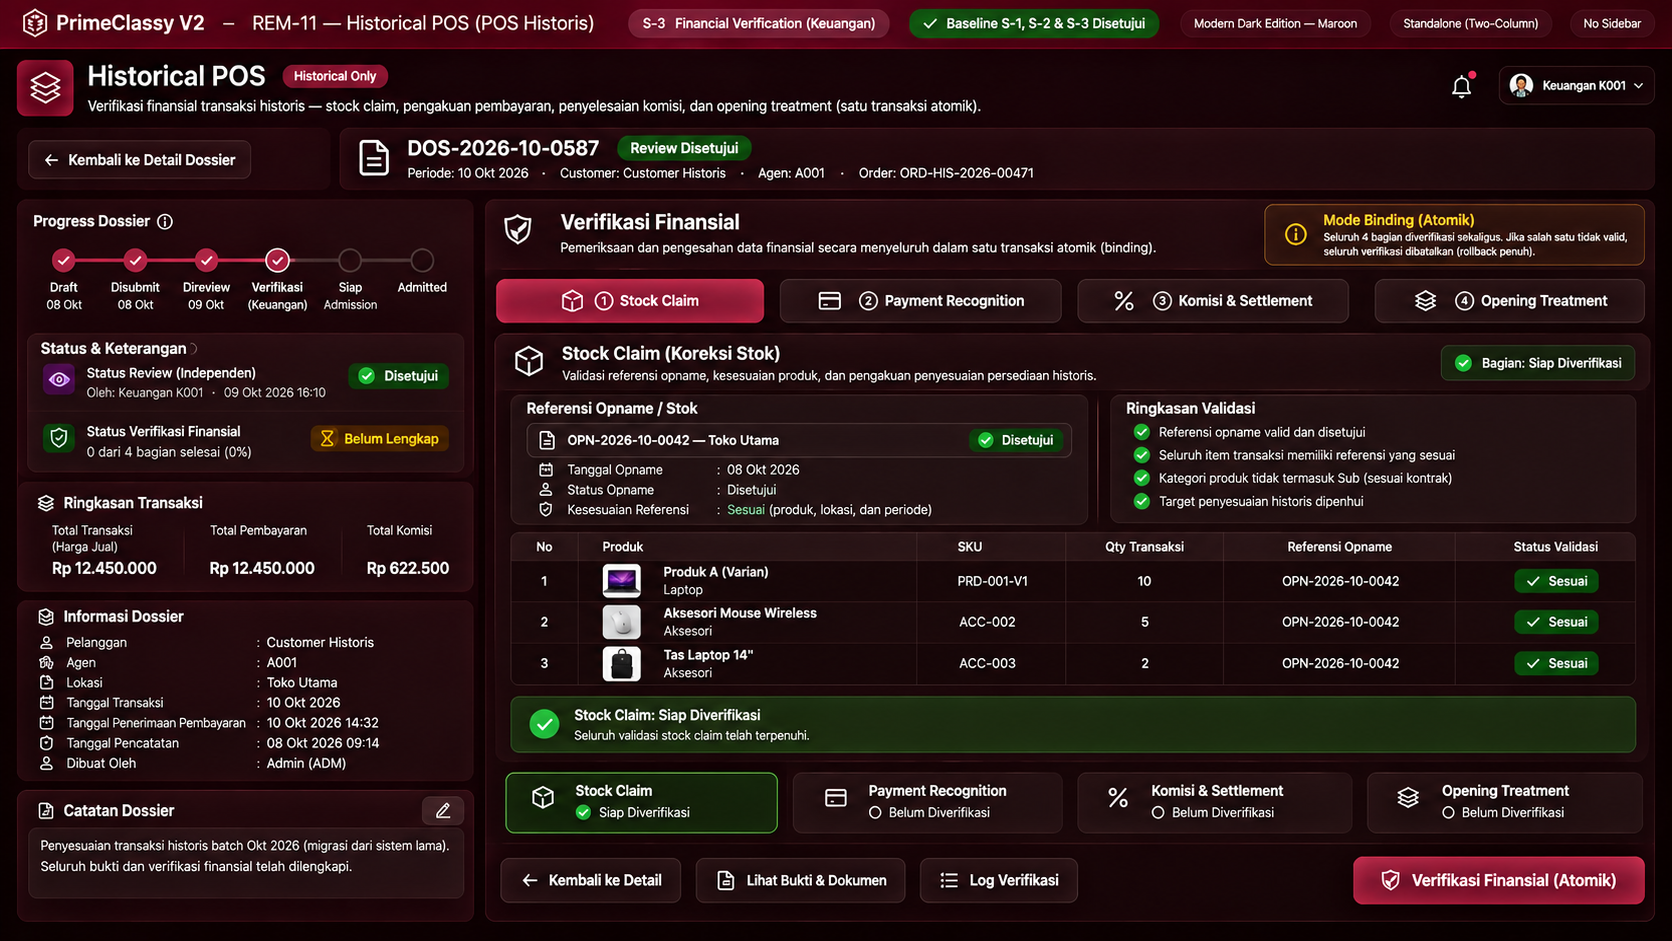 PrimeClassy V2 – REM-11 — Historical POS (POS Historis)
S-3 Financial Verification (Keuangan)
Baseline S-1, S-2 & S-3 Disetujui
Modern Dark Edition — Maroon
Standalone (Two-Column)
No Sidebar
Historical POS
Historical Only
Verifikasi finansial transaksi historis — stock claim, pengakuan pembayaran, penyelesaian komisi, dan opening treatment (satu transaksi atomik).
Keuangan K001
Kembali ke Detail Dossier
DOS-2026-10-0587
Review Disetujui
Periode: 10 Okt 2026 · Customer: Customer Historis · Agen: A001 · Order: ORD-HIS-2026-00471
Progress Dossier
Draft
08 Okt
Disubmit
08 Okt
Direview
09 Okt
Verifikasi
(Keuangan)
Siap
Admission
Admitted
Status & Keterangan
Status Review (Independen)
Oleh: Keuangan K001 · 09 Okt 2026 16:10
Disetujui
Status Verifikasi Finansial
0 dari 4 bagian selesai (0%)
Belum Lengkap
Ringkasan Transaksi
Total Transaksi
(Harga Jual)
Rp 12.450.000
Total Pembayaran
Rp 12.450.000
Total Komisi
Rp 622.500
Informasi Dossier
Pelanggan : Customer Historis
Agen : A001
Lokasi : Toko Utama
Tanggal Transaksi : 10 Okt 2026
Tanggal Penerimaan Pembayaran : 10 Okt 2026 14:32
Tanggal Pencatatan : 08 Okt 2026 09:14
Dibuat Oleh : Admin (ADM)
Catatan Dossier
Penyesuaian transaksi historis batch Okt 2026 (migrasi dari sistem lama).
Seluruh bukti dan verifikasi finansial telah dilengkapi.
Verifikasi Finansial
Pemeriksaan dan pengesahan data finansial secara menyeluruh dalam satu transaksi atomik (binding).
Mode Binding (Atomik)
Seluruh 4 bagian diverifikasi sekaligus. Jika salah satu tidak valid,
seluruh verifikasi dibatalkan (rollback penuh).
1 Stock Claim
2 Payment Recognition
3 Komisi & Settlement
4 Opening Treatment
Stock Claim (Koreksi Stok)
Validasi referensi opname, kesesuaian produk, dan pengakuan penyesuaian persediaan historis.
Bagian: Siap Diverifikasi
Referensi Opname / Stok
OPN-2026-10-0042 — Toko Utama
Disetujui
Tanggal Opname : 08 Okt 2026
Status Opname : Disetujui
Kesesuaian Referensi : Sesuai (produk, lokasi, dan periode)
Ringkasan Validasi
Referensi opname valid dan disetujui
Seluruh item transaksi memiliki referensi yang sesuai
Kategori produk tidak termasuk Sub (sesuai kontrak)
Target penyesuaian historis dipenhui
No Produk SKU Qty Transaksi Referensi Opname Status Validasi
1 Produk A (Varian) PRD-001-V1 10 OPN-2026-10-0042 Sesuai
Laptop
2 Aksesori Mouse Wireless ACC-002 5 OPN-2026-10-0042 Sesuai
Aksesori
3 Tas Laptop 14" ACC-003 2 OPN-2026-10-0042 Sesuai
Aksesori
Stock Claim: Siap Diverifikasi
Seluruh validasi stock claim telah terpenuhi.
Stock Claim
Siap Diverifikasi
Payment Recognition
Belum Diverifikasi
Komisi & Settlement
Belum Diverifikasi
Opening Treatment
Belum Diverifikasi
Kembali ke Detail
Lihat Bukti & Dokumen
Log Verifikasi
Verifikasi Finansial (Atomik)